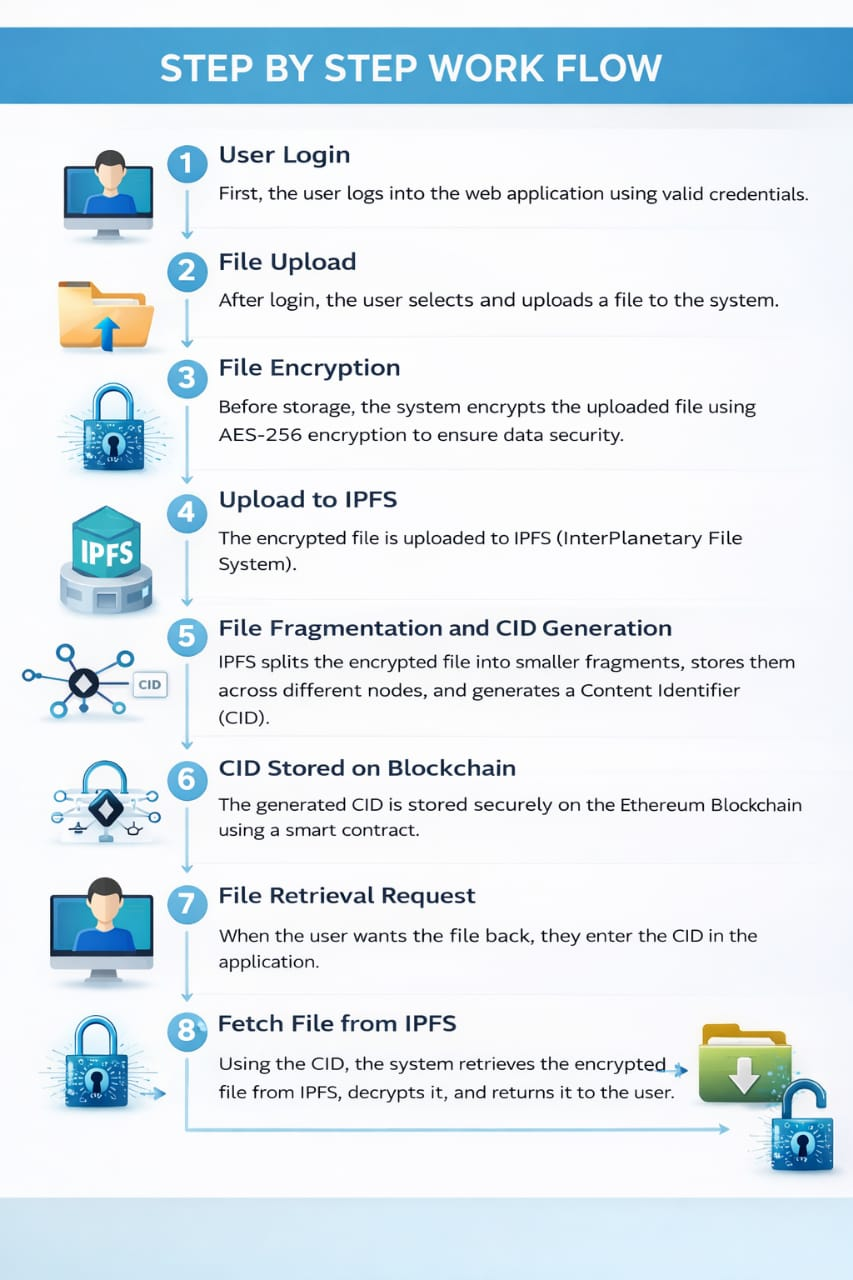 STEP BY STEP WORK FLOW
1
User Login
First, the user logs into the web application using valid credentials.
2
File Upload
After login, the user selects and uploads a file to the system.
3
File Encryption
Before storage, the system encrypts the uploaded file using
AES-256 encryption to ensure data security.
4
Upload to IPFS
IPFS
The encrypted file is uploaded to IPFS (InterPlanetary File
System).
5
File Fragmentation and CID Generation
IPFS splits the encrypted file into smaller fragments, stores them
CID
across different nodes, and generates a Content Identifier
(CID).
6
CID Stored on Blockchain
The generated CID is stored securely on the Ethereum Blockchain
using a smart contract.
7
File Retrieval Request
When the user wants the file back, they enter the CID in the
application.
8
Fetch File from IPFS
Using the CID, the system retrieves the encrypted
file from IPFS, decrypts it, and returns it to the user.